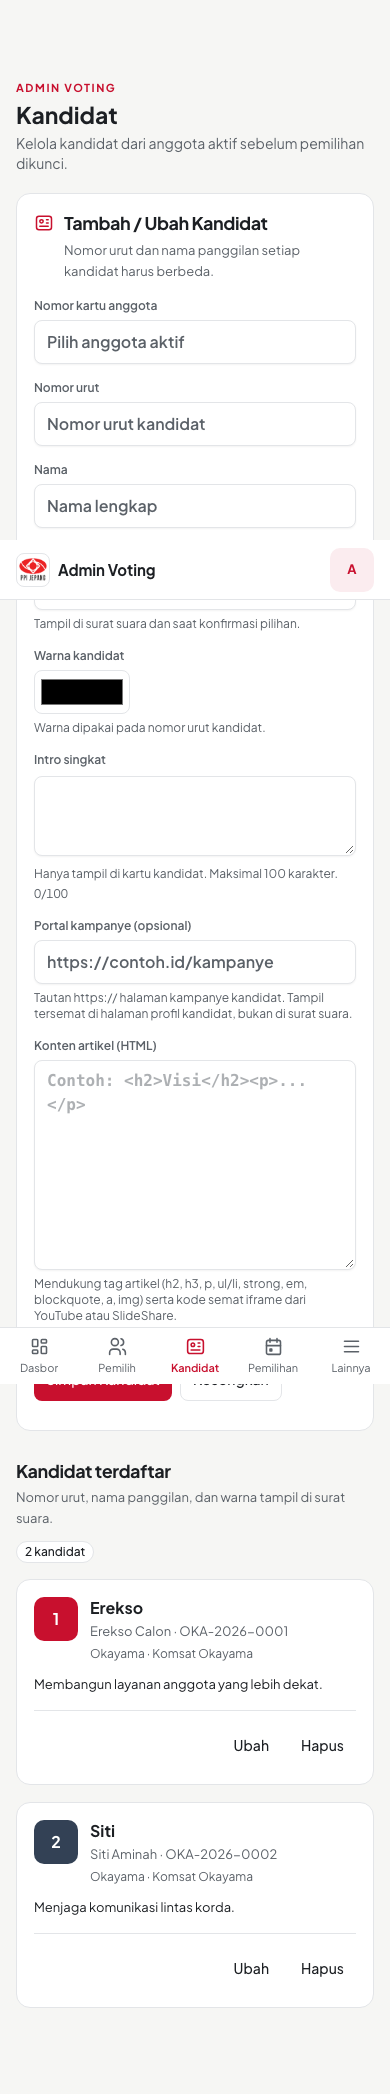 ADMIN VOTING
Kandidat
Kelola kandidat dari anggota aktif sebelum pemilihan
dikunci.
Tambah / Ubah Kandidat
Nomor urut dan nama panggilan setiap
kandidat harus berbeda.
Nomor kartu anggota
Pilih anggota aktif
Nomor urut
Nomor urut kandidat
Nama
Nama lengkap
PPI JEPANG
Admin Voting
A
Tampil di surat suara dan saat konfirmasi pilihan.
Warna kandidat
Warna dipakai pada nomor urut kandidat.
Intro singkat
Hanya tampil di kartu kandidat. Maksimal 100 karakter.
0/100
Portal kampanye (opsional)
https://contoh.id/kampanye
Tautan https:// halaman kampanye kandidat. Tampil
tersemat di halaman profil kandidat, bukan di surat suara.
Konten artikel (HTML)
Contoh: <h2>Visi</h2><p>...
</p>
Mendukung tag artikel (h2, h3, p, ul/li, strong, em,
blockquote, a, img) serta kode semat iframe dari
YouTube atau SlideShare.
Dasbor
Pemilih
Kandidat
Pemilihan
Lainnya
Kandidat terdaftar
Nomor urut, nama panggilan, dan warna tampil di surat
suara.
2 kandidat
1
Erekso
Erekso Calon · OKA-2026-0001
Okayama · Komsat Okayama
Membangun layanan anggota yang lebih dekat.
Ubah Hapus
2
Siti
Siti Aminah · OKA-2026-0002
Okayama · Komsat Okayama
Menjaga komunikasi lintas korda.
Ubah Hapus